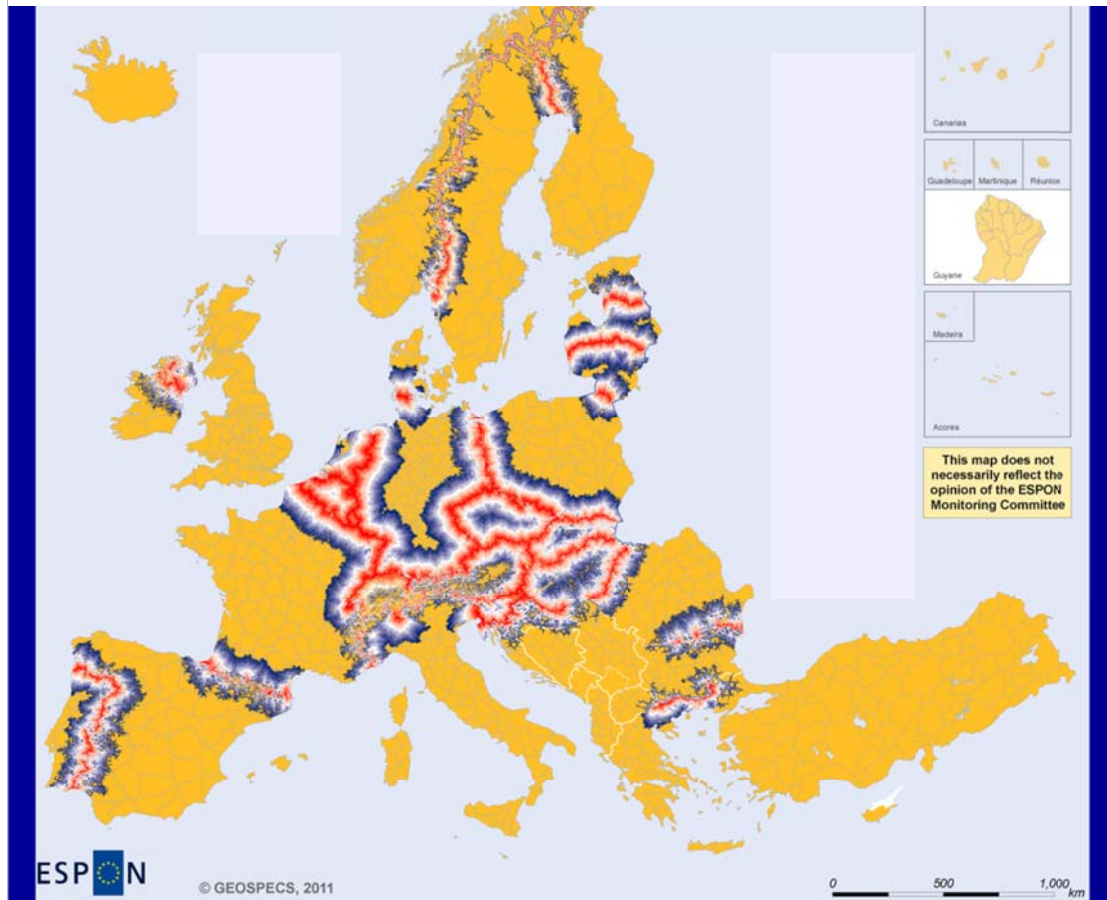 Canarias
Guadeloupe
Martinique
Réunion
Guyane
Madeira
Acores
This map does not
necessarily reflect the
opinion of the ESPON
Monitoring Committee
ESPON
© GEOSPECS, 2011
0 500 1,000
km